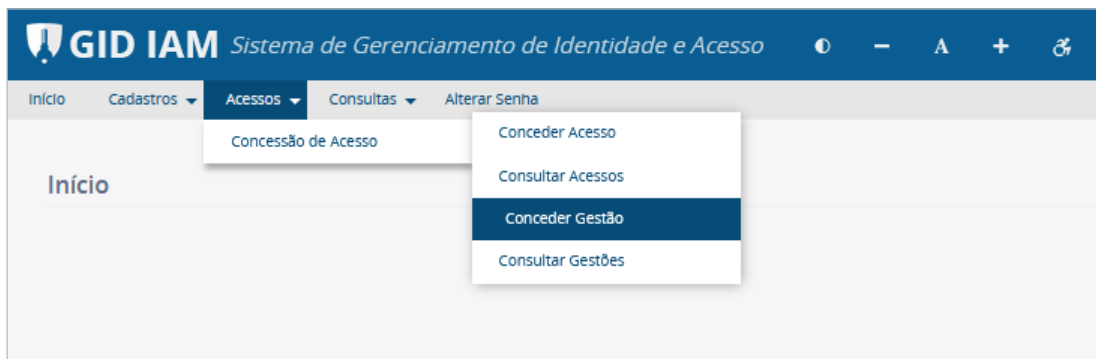 GID IAM Sistema de Gerenciamento de Identidade e Acesso - A +
Início Cadastros Acessos Consultas Alterar Senha
Concessão de Acesso
Conceder Acesso
Consultar Acessos
Conceder Gestão
Consultar Gestões
Início